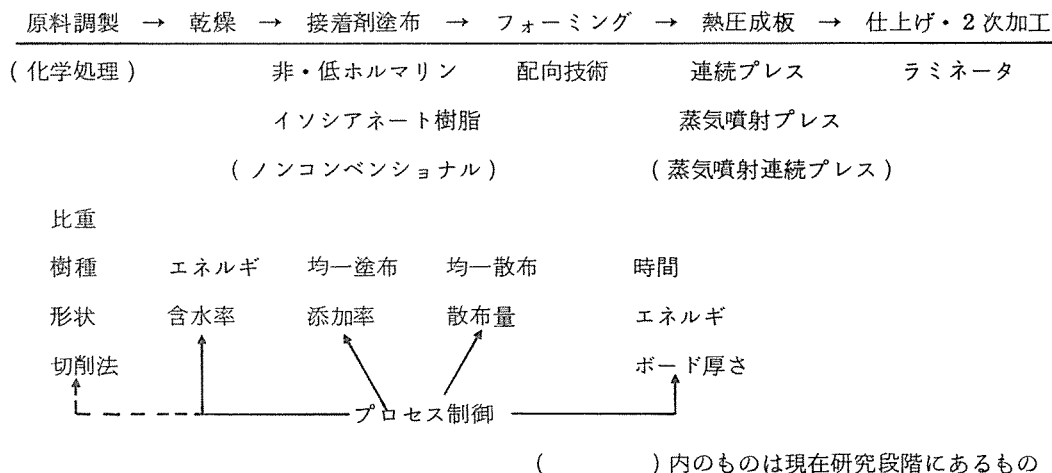 原料調製 → 乾燥 → 接着剤塗布 → フォーミング → 熱圧成板 → 仕上げ・2次加工
(化学処理) 非・低ホルマリン 配向技術 連続プレス ラミネータ
イソシアネート樹脂 蒸気噴射プレス
(ノンコンベンショナル) (蒸気噴射連続プレス)
比重
樹種 エネルギ 均一塗布 均一散布 時間
形状 含水率 添加率 散布量 エネルギ
切削法 ボード厚さ
プロセス制御
( )内のものは現在研究段階にあるもの